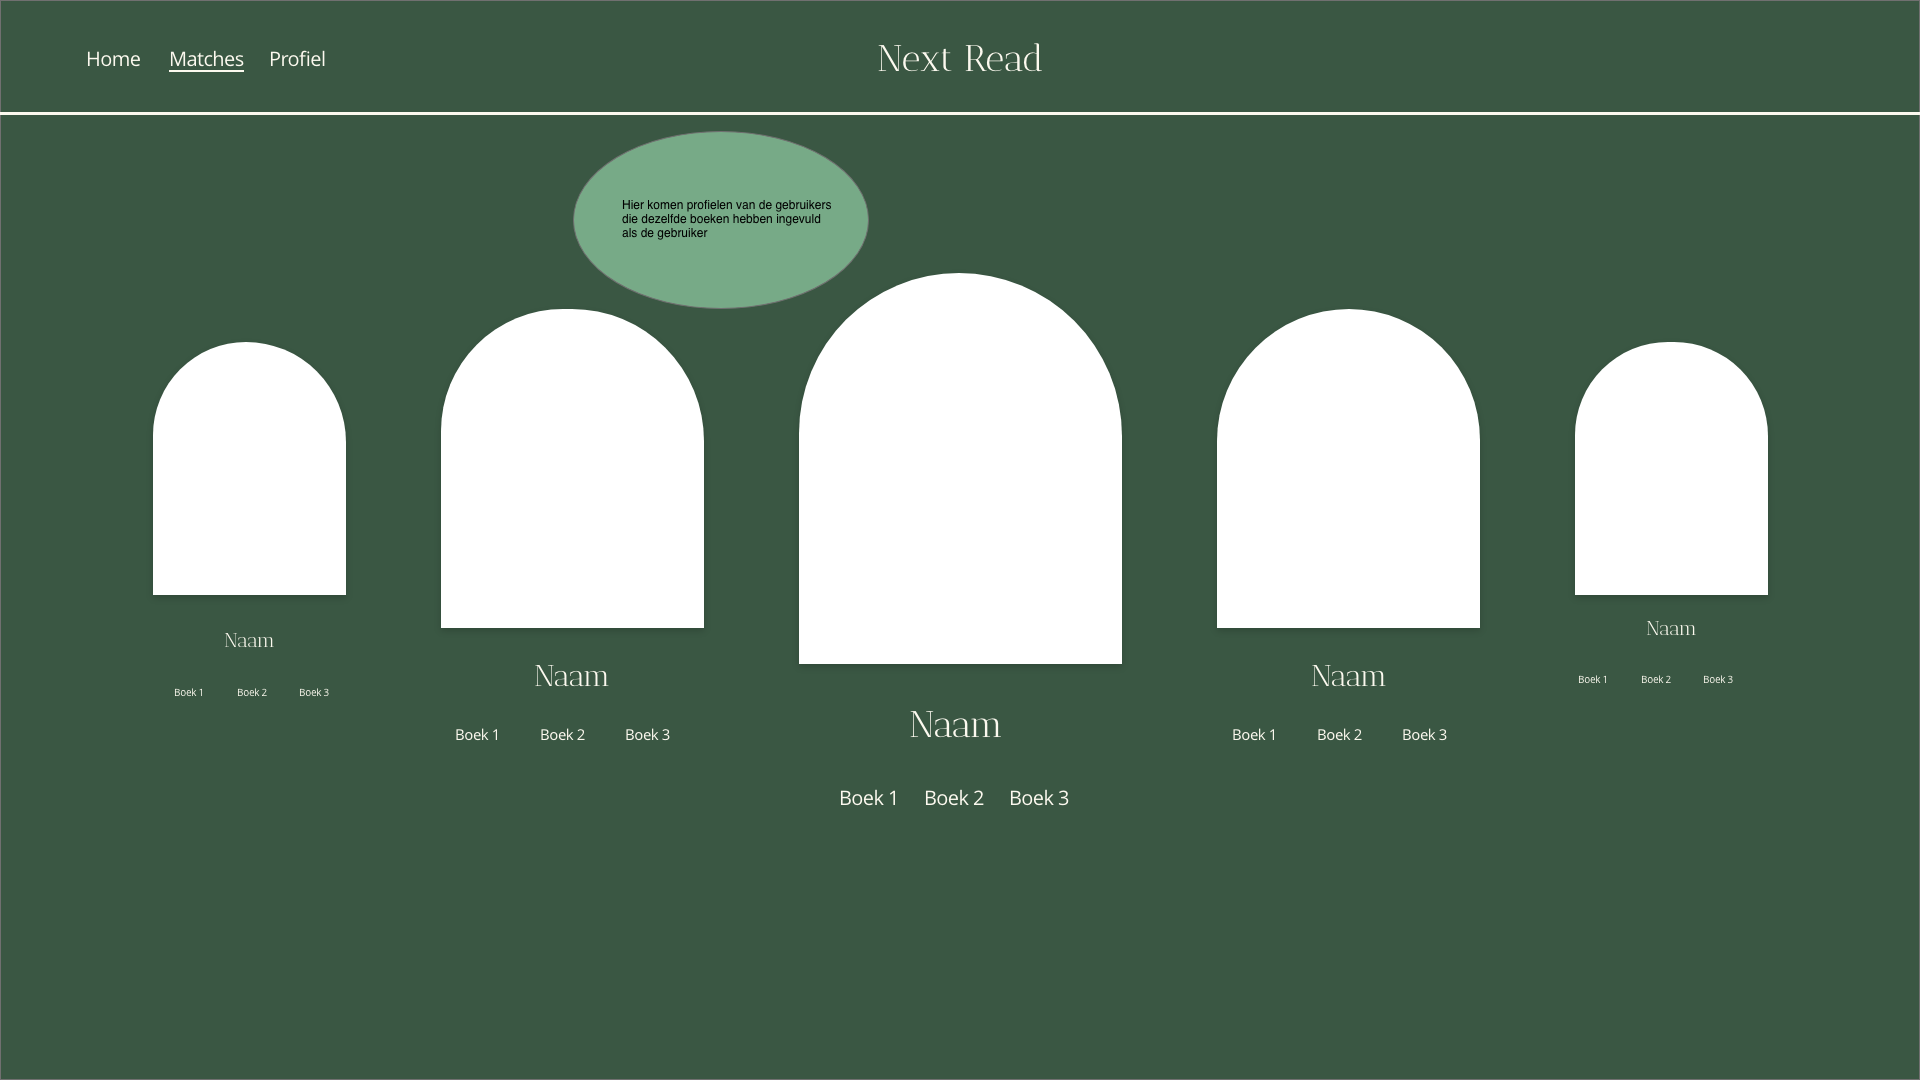 Home Matches Profiel
Next Read
Hier komen profielen van de gebruikers
die dezelfde boeken hebben ingevuld
als de gebruiker
Naam
Boek 1 Boek 2 Boek 3
Naam
Boek 1 Boek 2 Boek 3
Naam
Boek 1 Boek 2 Boek 3
Naam
Boek 1 Boek 2 Boek 3
Naam
Boek 1 Boek 2 Boek 3